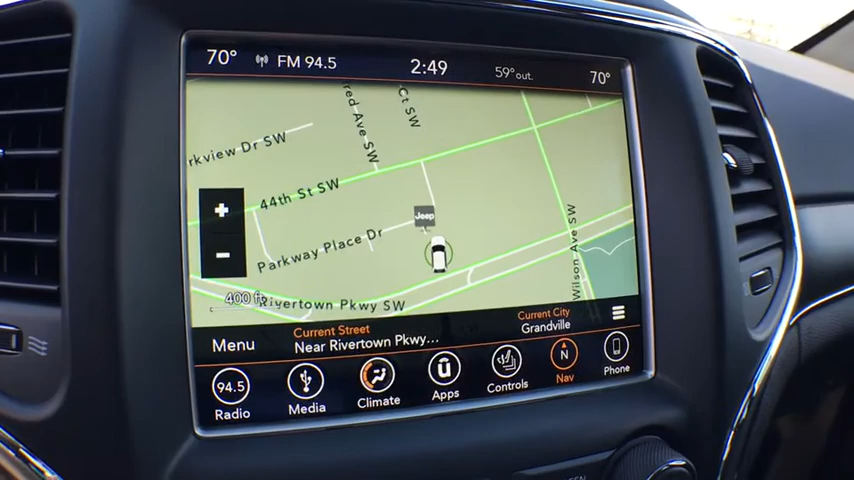 70° FM 94.5 2:49 59°out. 70°
Ct SW
red Ave SW
rkview Dr SW
44th St SW
+
Jeep
Wilson Ave SW
Parkway Place Dr
-
400 ft
Rivertown Pkwy SW
Menu
Current Street
Near Rivertown Pkwy...
Current City
Grandville
94.5
N
Radio Media Climate Apps Controls Nav Phone